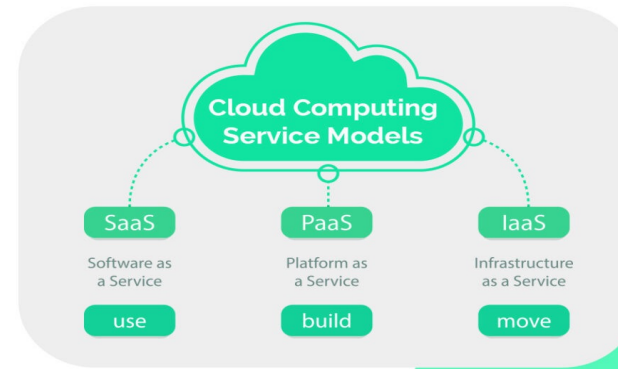 Cloud Computing
Service Models
SaaS
PaaS
IaaS
Software as
a Service
Platform as
a Service
Infrastructure
as a Service
use
build
move